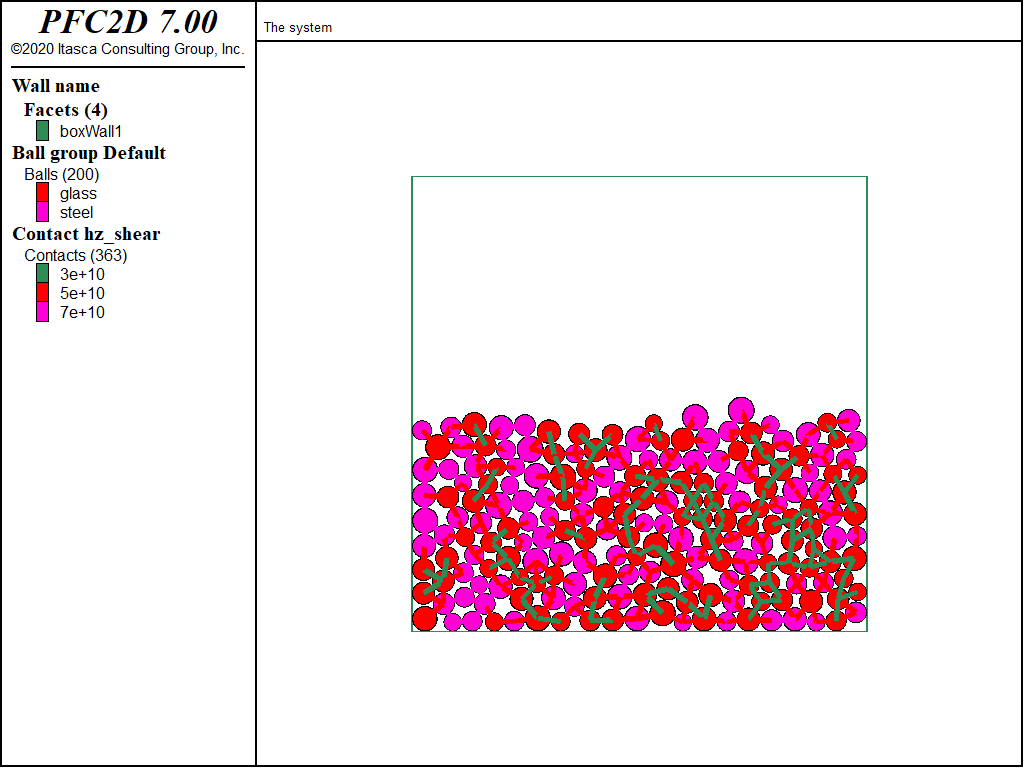 PFC2D 7.00
©2020 Itasca Consulting Group, Inc.
Wall name
Facets (4)
boxWall1
Ball group Default
Balls (200)
glass
steel
Contact hz_shear
Contacts (363)
3e+10
5e+10
7e+10
The system